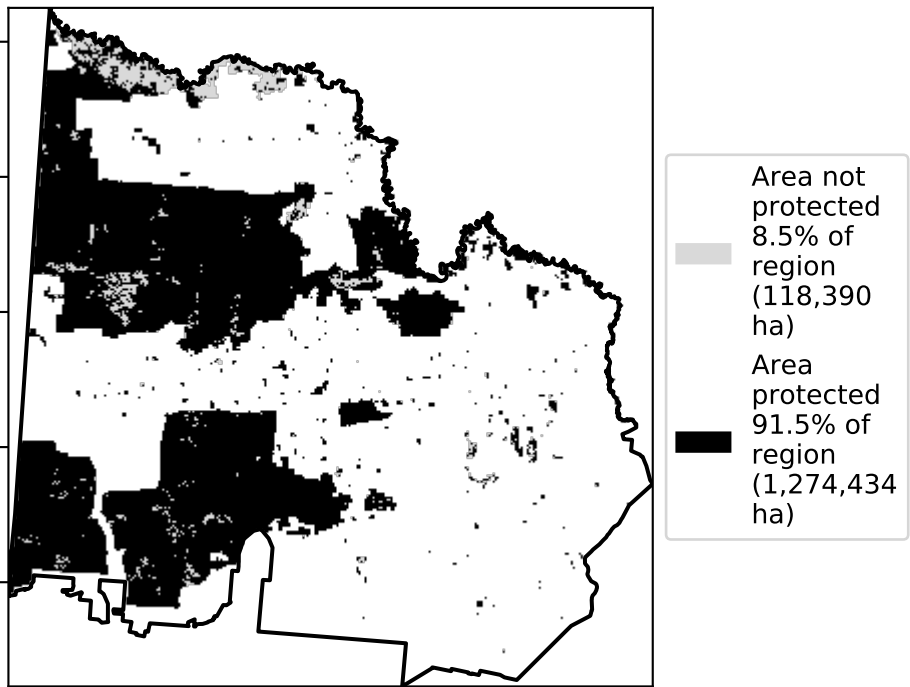 Area not
protected
8.5% of
region
(118,390
ha)
Area
protected
91.5% of
region
(1,274,434
ha)